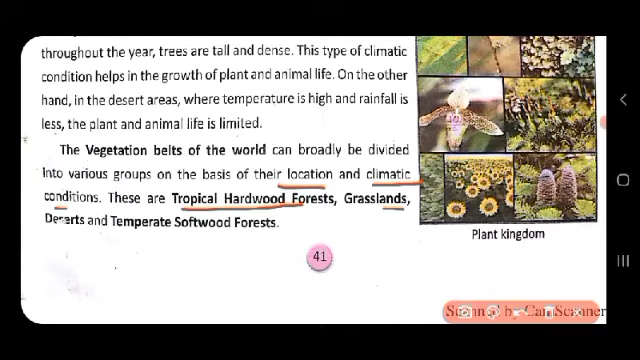 throughout the year, trees are tall and dense. This type of climatic
condition helps in the growth of plant and animal life. On the other
hand, in the desert areas, where temperature is high and rainfall is
less, the plant and animal life is limited.
The Vegetation belts of the world can broadly be divided
into various groups on the basis of their location and climatic
conditions. These are Tropical Hardwood Forests, Grasslands,
Deserts and Temperate Softwood Forests.
Plant kingdom
41
Scanned by CamScanner